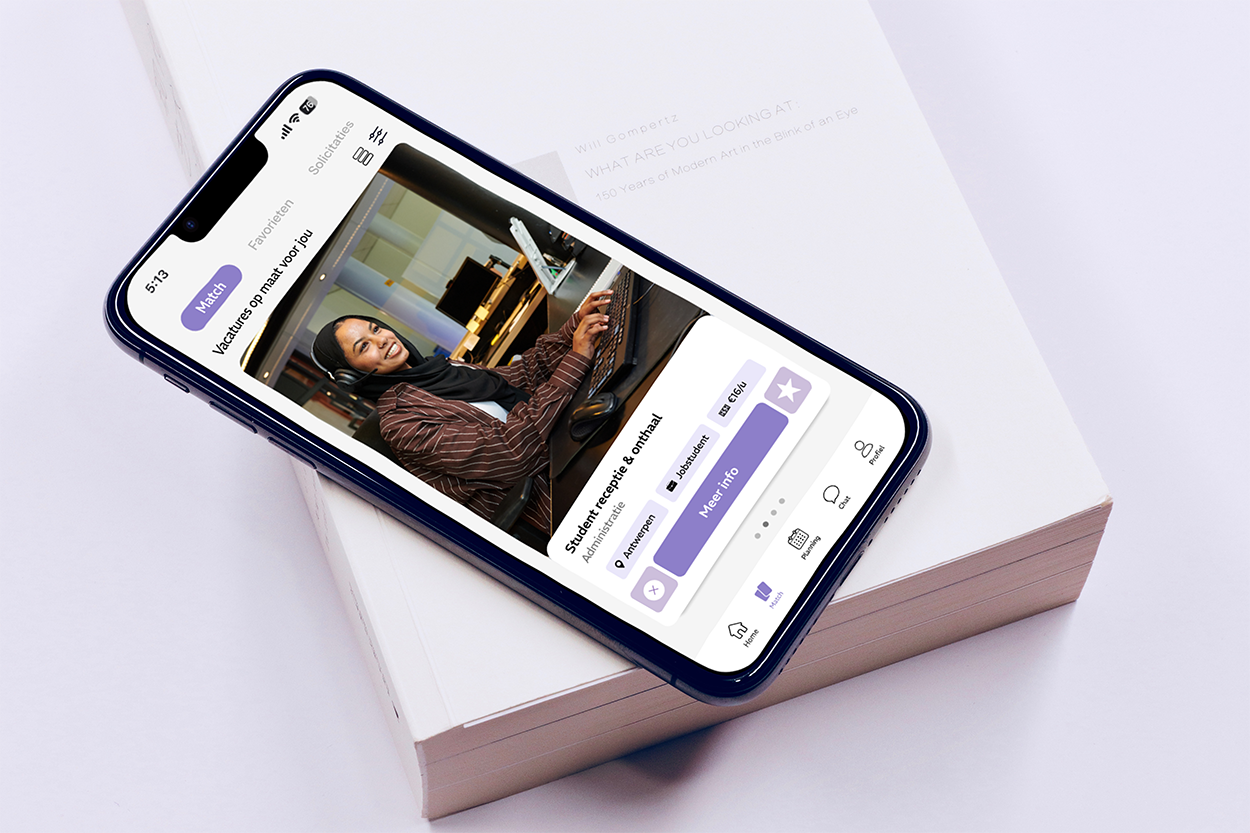 Will Gompertz
WHAT ARE YOU LOOKING AT:
150 Years of Modern Art in the Blink of an Eye
5:13
76
Match
Favorieten
Solicitaties
Vacatures op maat voor jou
Student receptie & onthaal
Administratie
Antwerpen
Jobstudent
€16/u
Meer info
Home
Match
Planning
Chat
Profiel